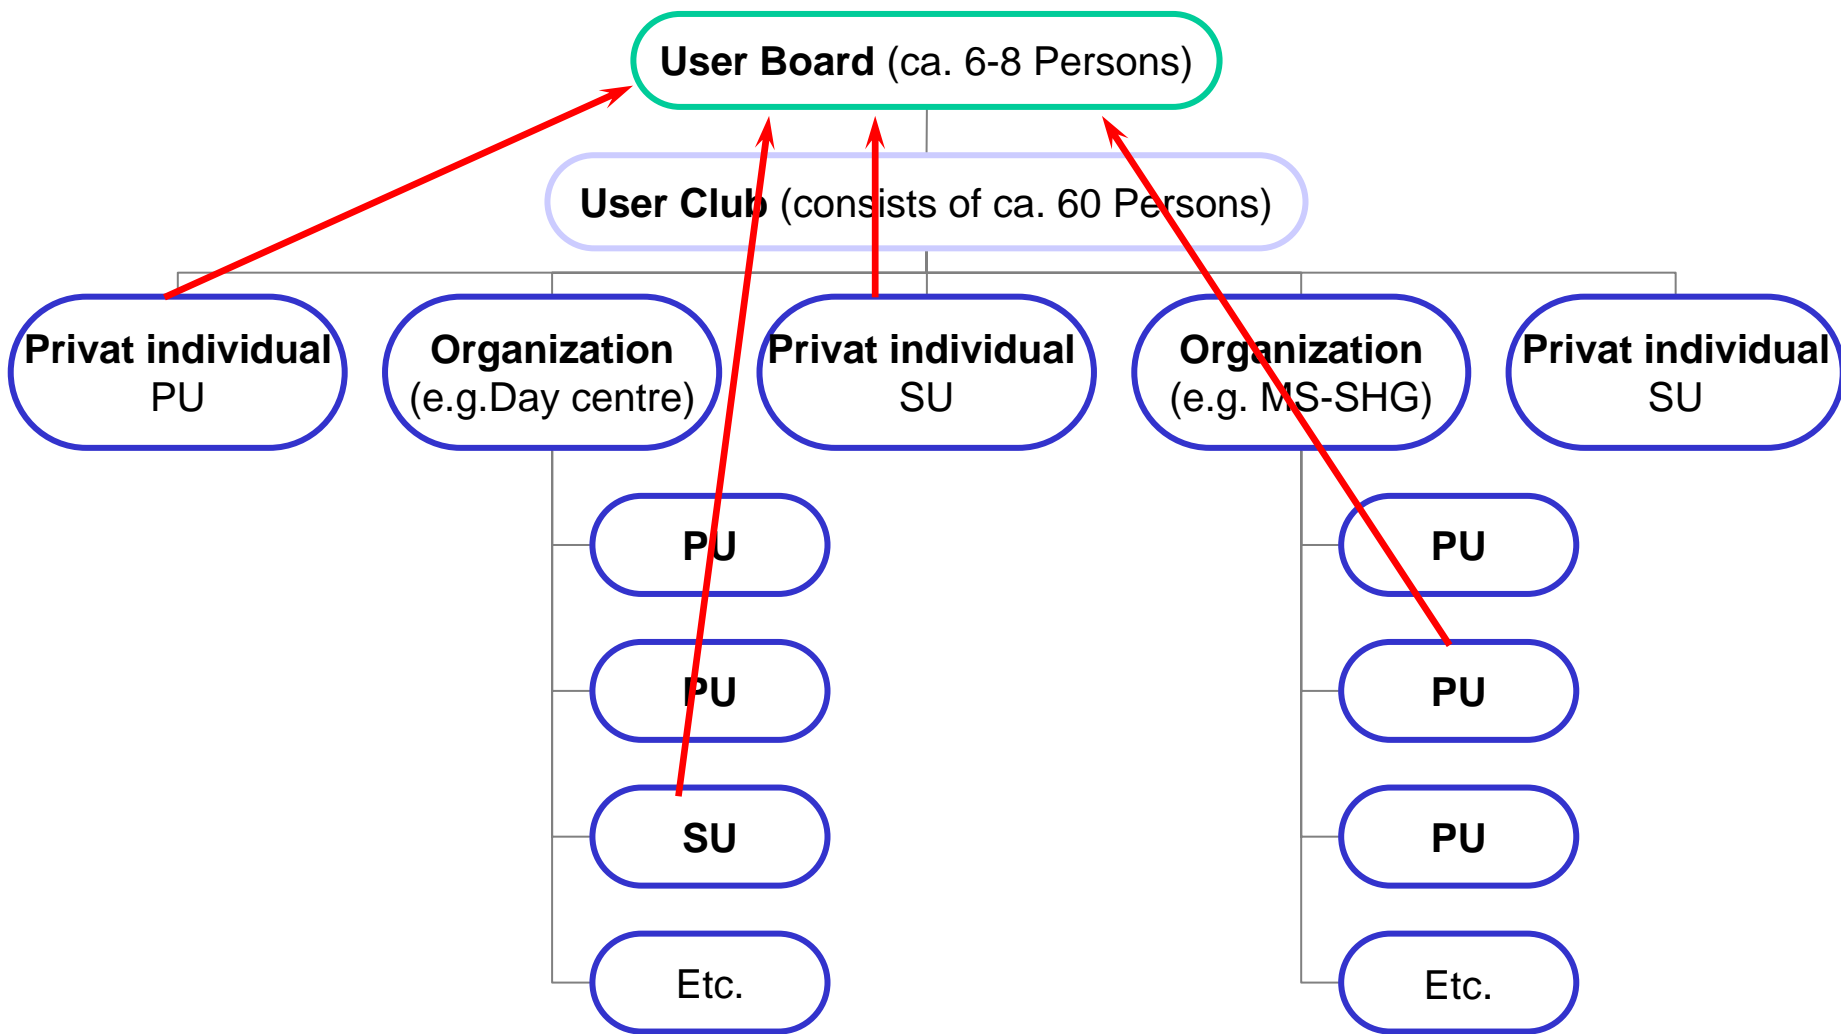 User Board (ca. 6-8 Persons)
User Club (consists of ca. 60 Persons)
Privat individual
PU
Organization
(e.g.Day centre)
Privat individual
SU
Organization
(e.g. MS-SHG)
Privat individual
SU
PU
PU
SU
Etc.
PU
PU
PU
Etc.